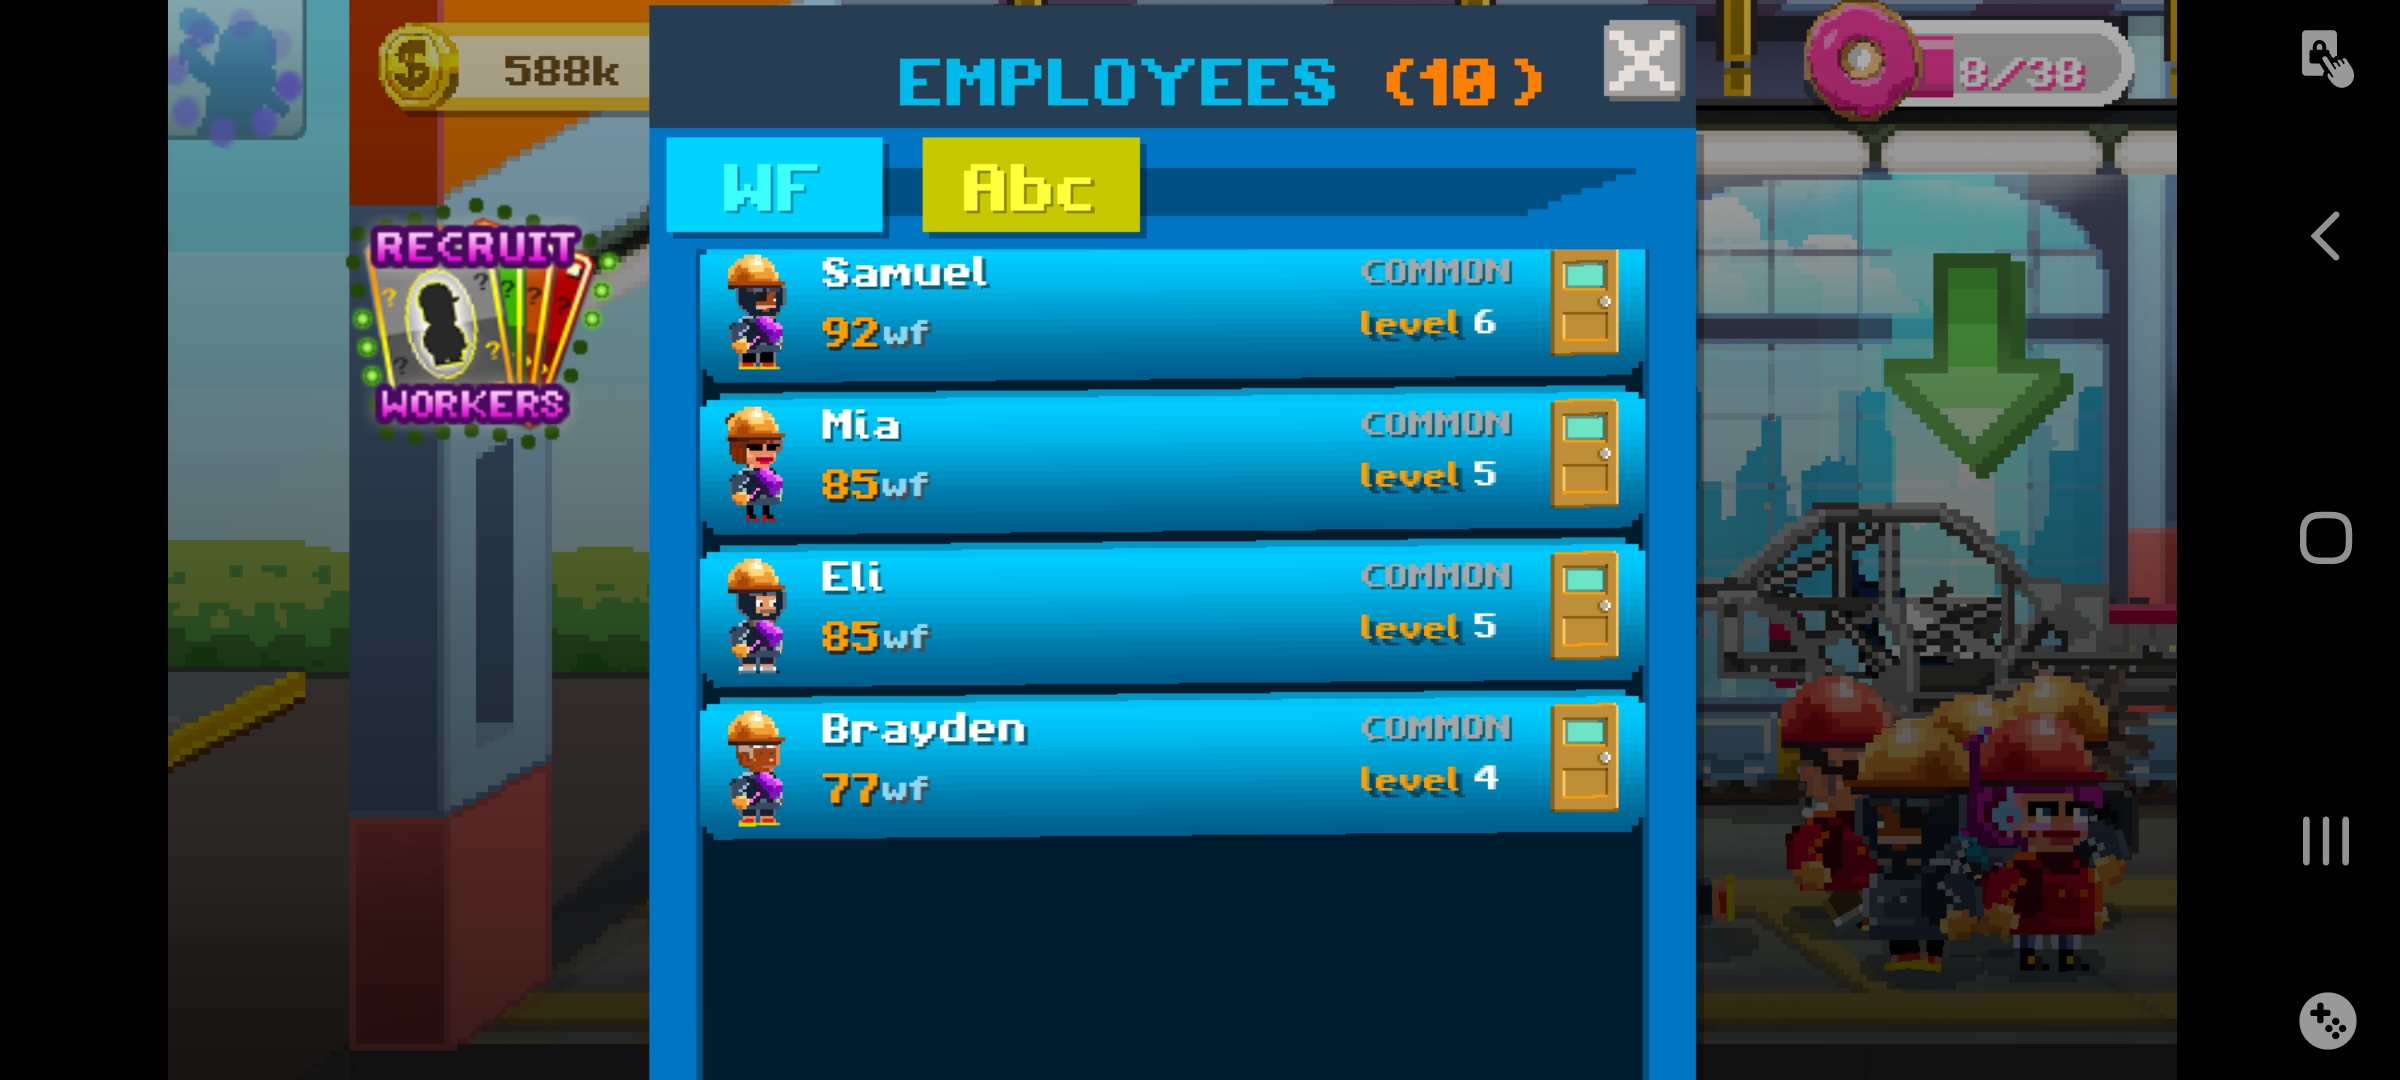 588k
EMPLOYEES (10)
8/38
WF Abc
RECRUIT
WORKERS
Samuel COMMON
92wf level 6
Mia COMMON
85wf level 5
Eli COMMON
85wf level 5
Brayden COMMON
77wf level 4